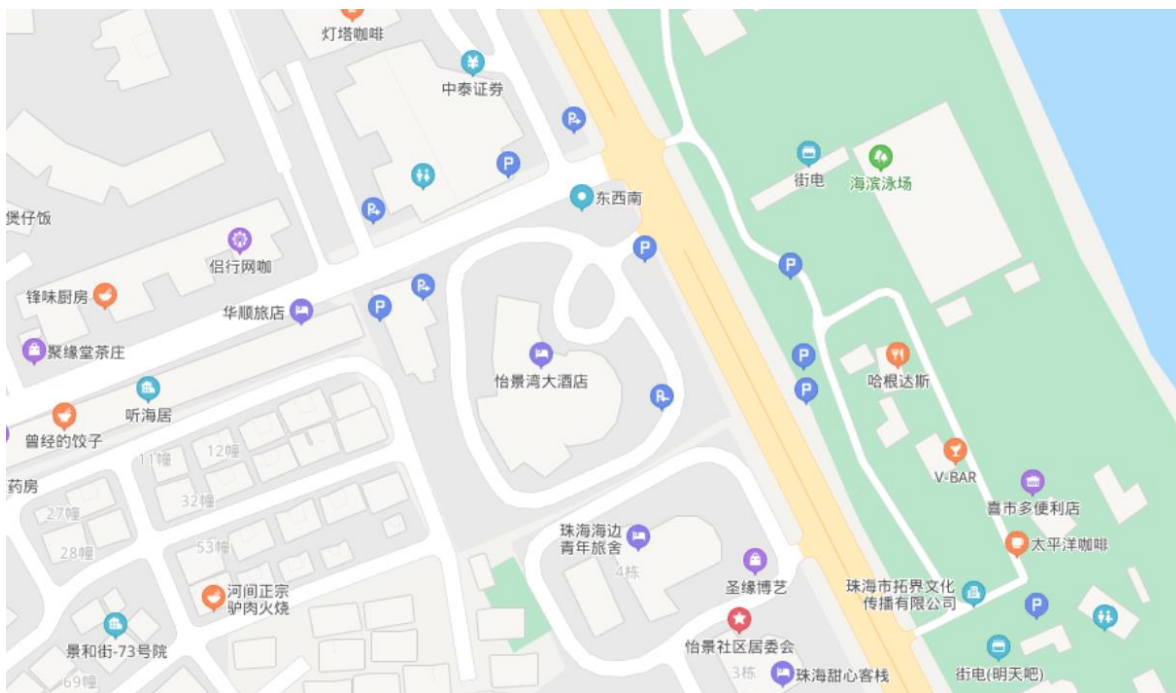 灯塔咖啡
中泰证券
街电
海滨泳场
东西南
煲仔饭
侣行网咖
锋味厨房
华顺旅店
聚缘堂茶庄
怡景湾大酒店
哈根达斯
听海居
曾经的饺子
12幢
11幢
V-BAR
药房
32幢
27幢
喜市多便利店
珠海海边
青年旅舍
太平洋咖啡
53幢
28幢
4栋
圣缘博艺
珠海市拓界文化
传播有限公司
河间正宗
驴肉火烧
景和街-73号院
怡景社区居委会
3栋
珠海甜心客栈
街电(明天吧)
69幢